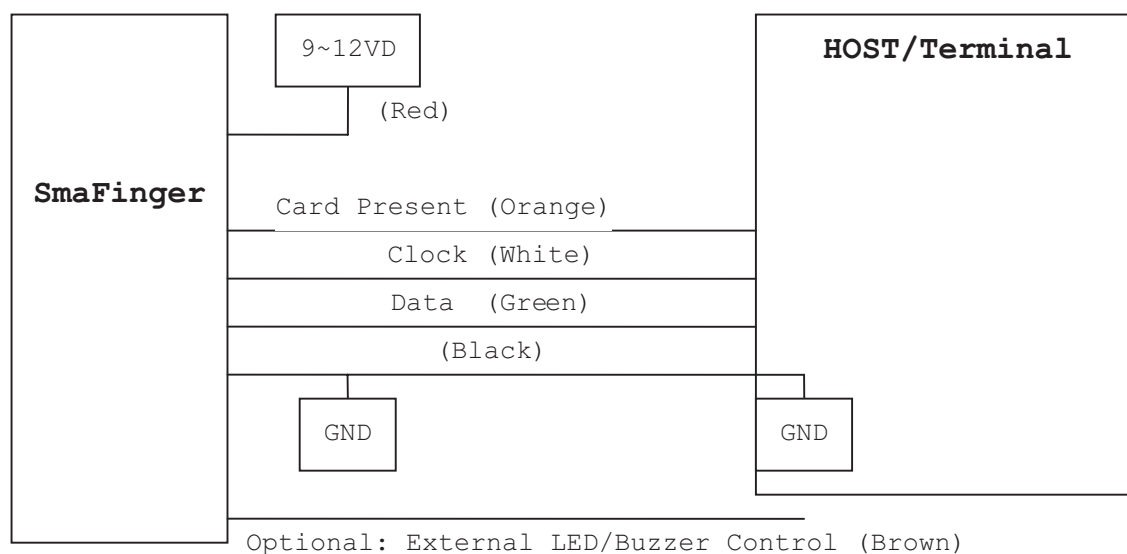 9~12VD
HOST/Terminal
(Red)
SmaFinger
Card Present (Orange)
Clock (White)
Data (Green)
(Black)
GND
GND
Optional: External LED/Buzzer Control (Brown)